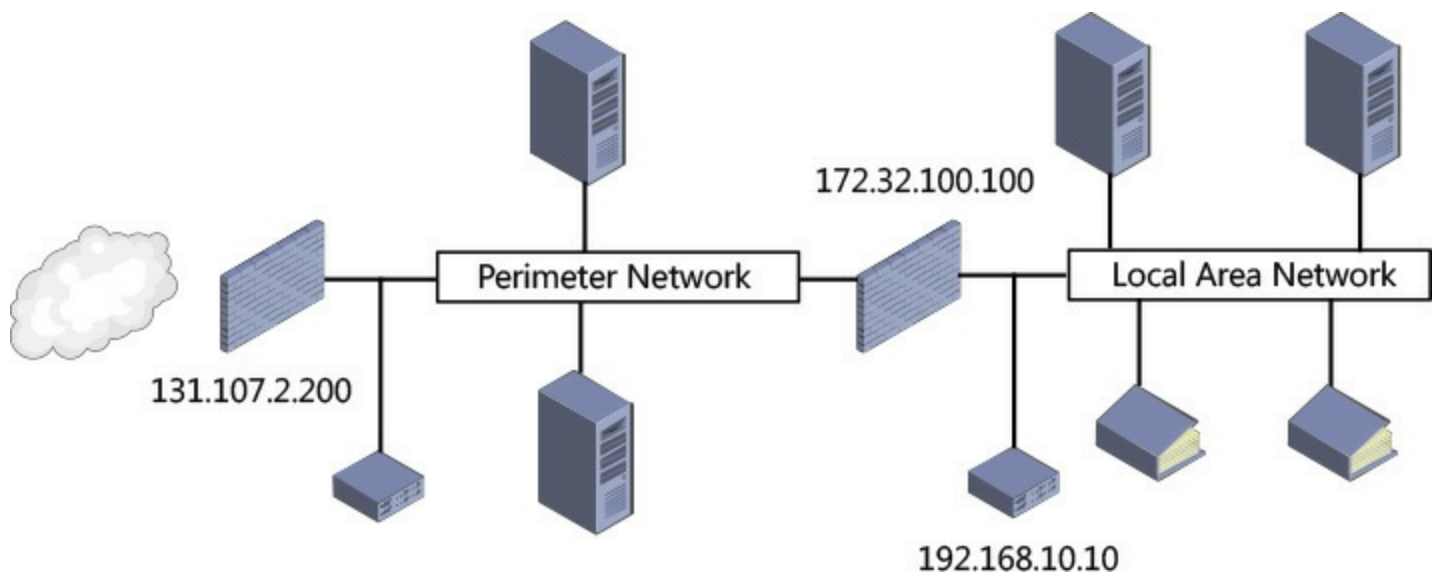 172.32.100.100
Perimeter Network
Local Area Network
131.107.2.200
192.168.10.10